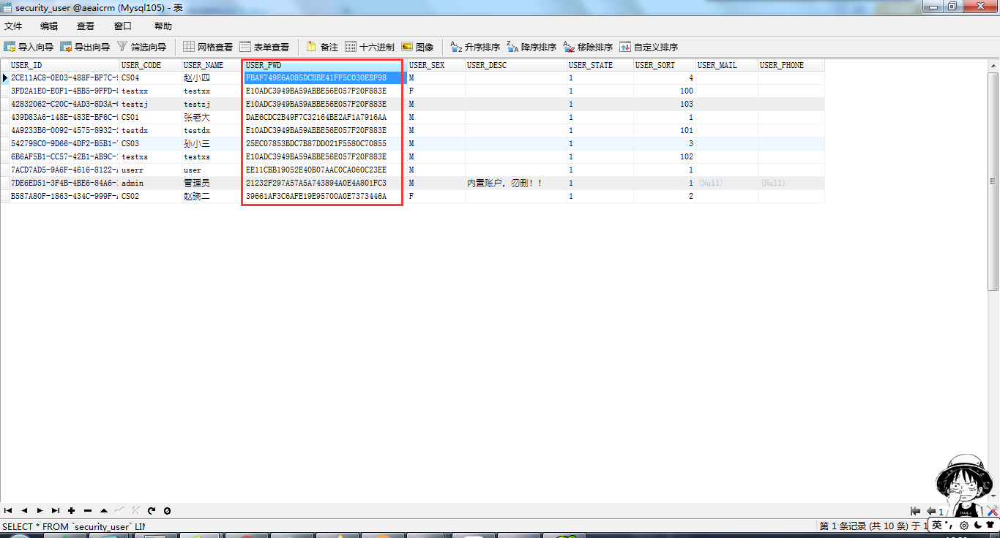 security_user @aeaicrm (Mysql105) - 表
文件 编辑 查看 窗口 帮助
导入向导 导出向导 筛选向导 网格查看 表单查看 备注 十六进制 图像 升序排序 降序排序 移除排序 自定义排序
USER_ID USER_CODE USER_NAME USER_PWD USER_SEX USER_DESC USER_STATE USER_SORT USER_MAIL USER_PHONE
2CE11AC8-0E03-488F-BF7C-9 CS04 赵小四 FBAF749E6A085DCBBE41FF5C030EBF98 M 1 4
3FD2A1E0-E0F1-4BB5-9FFD-8 testxx testxx E10ADC3949BA59ABBE56E057F20F883E F 1 100
42832062-C20C-4AD3-8D3A- testzj testzj E10ADC3949BA59ABBE56E057F20F883E M 1 103
439D83A6-148E-483E-BF6C-9 CS01 张老大 DAE6CDC2B49F7C32164BE2AF1A7916AA M 1 1
4A9233B6-0092-4575-8932- testdx testdx E10ADC3949BA59ABBE56E057F20F883E M 1 101
542798C0-9D66-4DF2-B5B1- CS03 孙小三 25EC07853BDC7B87DD021F5580C70855 M 1 3
6B6AF5B1-CC57-42B1-AB9C- testxs testxs E10ADC3949BA59ABBE56E057F20F883E M 1 102
7ACD7AD5-9A6F-4616-8122- userr user EE11CBB19052E40B07AAC0CA060C23EE M 1 1
7DE6ED51-3F4B-4BE6-84A6- admin 管理员 21232F297A57A5A743894A0E4A801FC3 M 内置账户，勿删！！ 1 1 (Null) (Null)
B587A80F-1863-434C-999F- CS02 赵晓二 39661AF3C6AFE19E95700A0E7373446A F 1 2
1
SELECT * FROM `security_user` LI
第 1 条记录 (共 10 条) 于 1
英